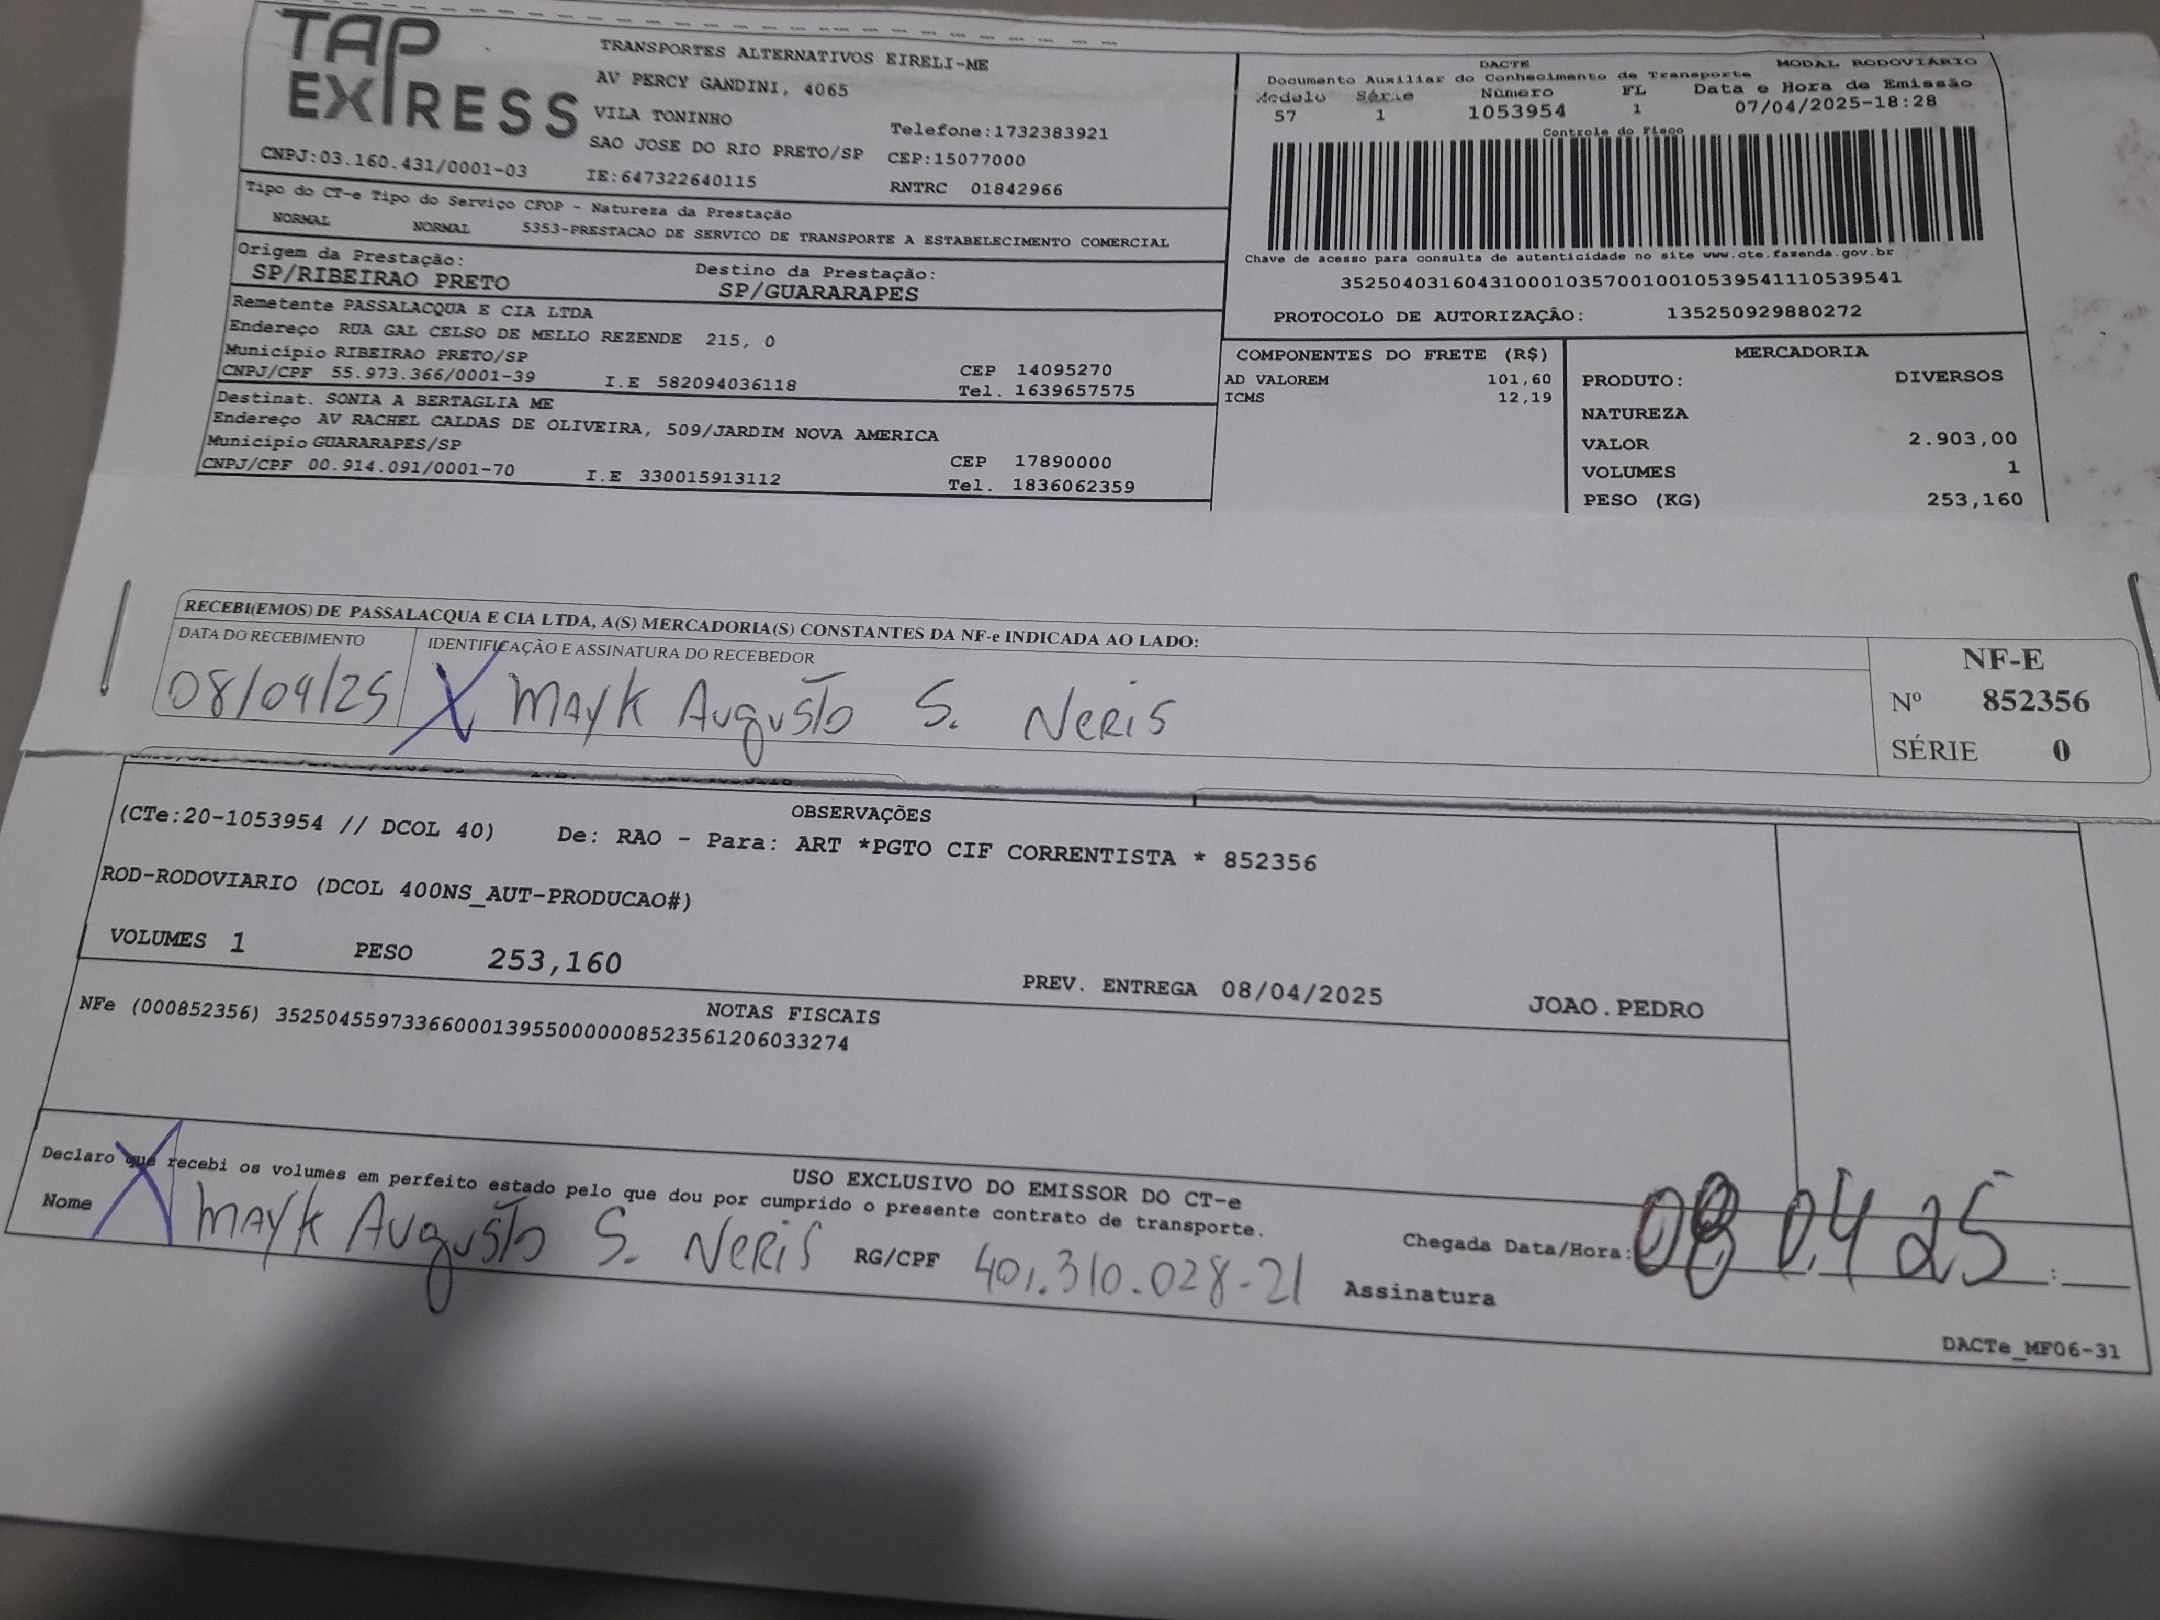 TAP
EXPRESS
TRANSPORTES ALTERNATIVOS EIRELI-ME
AV PERCY GANDINI, 4065
VILA TONINHO
Telefone:1732383921
SAO JOSE DO RIO PRETO/SP CEP:15077000
CNPJ:03.160.431/0001-03 IE:647322640115 RNTRC 01842966
Tipo do CT-e Tipo do Serviço CFOP - Natureza da Prestação
NORMAL NORMAL 5353-PRESTACAO DE SERVICO DE TRANSPORTE A ESTABELECIMENTO COMERCIAL
Origem da Prestação: Destino da Prestação:
SP/RIBEIRAO PRETO SP/GUARARAPES
Remetente PASSALACQUA E CIA LTDA
Endereço RUA GAL CELSO DE MELLO REZENDE 215, 0
Município RIBEIRAO PRETO/SP CEP 14095270
CNPJ/CPF 55.973.366/0001-39 I.E 582094036118 Tel. 1639657575
Destinat. SONIA A BERTAGLIA ME
Endereço AV RACHEL CALDAS DE OLIVEIRA, 509/JARDIM NOVA AMERICA
Município GUARARAPES/SP CEP 17890000
CNPJ/CPF 00.914.091/0001-70 I.E 330015913112 Tel. 1836062359
DACTE MODAL RODOVIÁRIO
Documento Auxiliar do Conhecimento de Transporte
Modelo Série Número FL Data e Hora de Emissão
57 1 1053954 1 07/04/2025-18:28
Controle do Fisco
Chave de acesso para consulta de autenticidade no site www.cte.fazenda.gov.br
35250403160431000103570010010539541110539541
PROTOCOLO DE AUTORIZAÇÃO: 135250929880272
COMPONENTES DO FRETE (R$)
AD VALOREM 101,60
ICMS 12,19
MERCADORIA
PRODUTO: DIVERSOS
NATUREZA
VALOR 2.903,00
VOLUMES 1
PESO (KG) 253,160
RECEBI(EMOS) DE PASSALACQUA E CIA LTDA, A(S) MERCADORIA(S) CONSTANTES DA NF-e INDICADA AO LADO:
DATA DO RECEBIMENTO IDENTIFICAÇÃO E ASSINATURA DO RECEBEDOR
08/04/25 X Mayk Augusto S. Neris
NF-E
Nº 852356
SÉRIE 0
OBSERVAÇÕES
(CTe:20-1053954 // DCOL 40) De: RAO - Para: ART *PGTO CIF CORRENTISTA * 852356
ROD-RODOVIARIO (DCOL 400NS_AUT-PRODUCAO#)
VOLUMES 1 PESO 253,160
PREV. ENTREGA 08/04/2025 JOAO.PEDRO
NOTAS FISCAIS
NFe (000852356) 35250455973366000139550000008523561206033274
USO EXCLUSIVO DO EMISSOR DO CT-e
Declaro que recebi os volumes em perfeito estado pelo que dou por cumprido o presente contrato de transporte.
Nome X Mayk Augusto S. Neris RG/CPF 401.310.028-21 Assinatura
Chegada Data/Hora: 08 04 25 :
DACTe_MF06-31